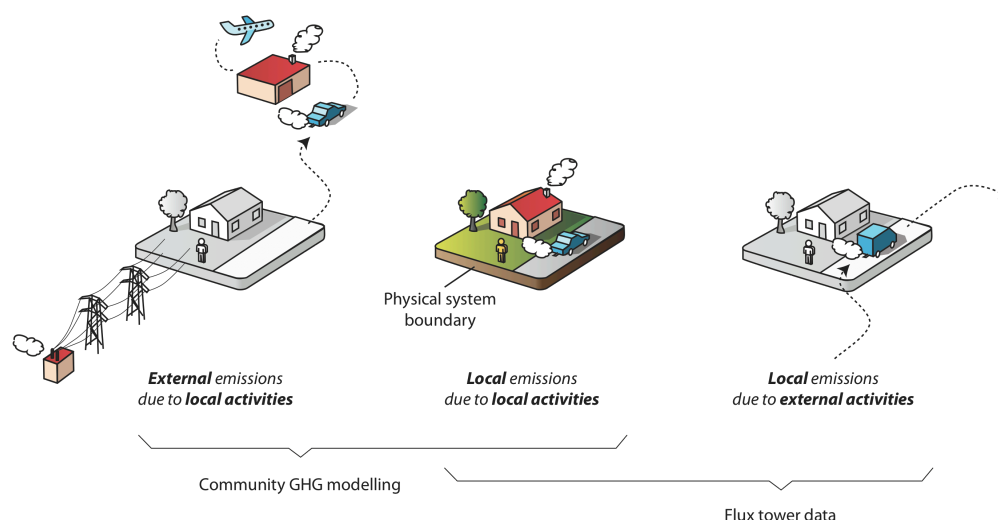 Physical system
boundary
External emissions
due to local activities
Local emissions
due to local activities
Local emissions
due to external activities
Community GHG modelling
Flux tower data